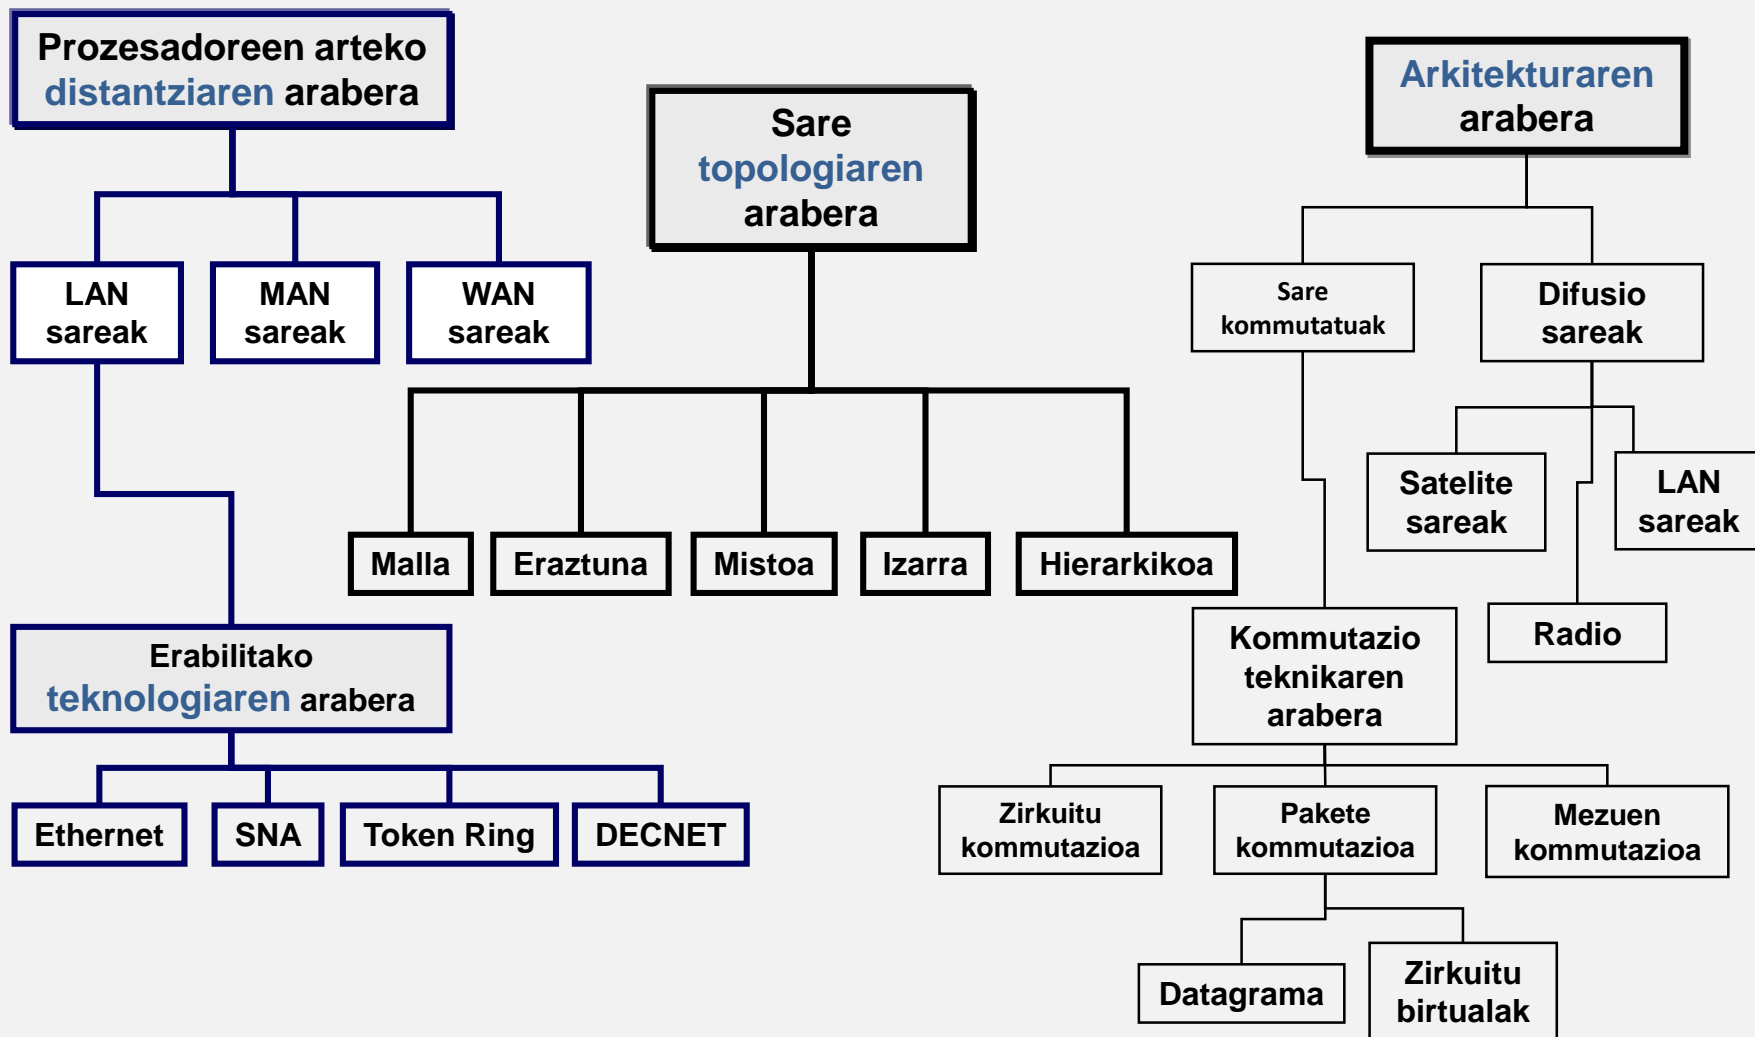 Prozesadoreen arteko
distantziaren arabera
LAN
sareak
MAN
sareak
WAN
sareak
Erabilitako
teknologiaren arabera
Ethernet
SNA
Token Ring
DECNET
Sare
topologiaren
arabera
Malla
Eraztuna
Mistoa
Izarra
Hierarkikoa
Arkitekturaren
arabera
Sare
kommutatuak
Difusio
sareak
Satelite
sareak
LAN
sareak
Radio
Kommutazio
teknikaren
arabera
Zirkuitu
kommutazioa
Pakete
kommutazioa
Mezuen
kommutazioa
Datagrama
Zirkuitu
birtualak